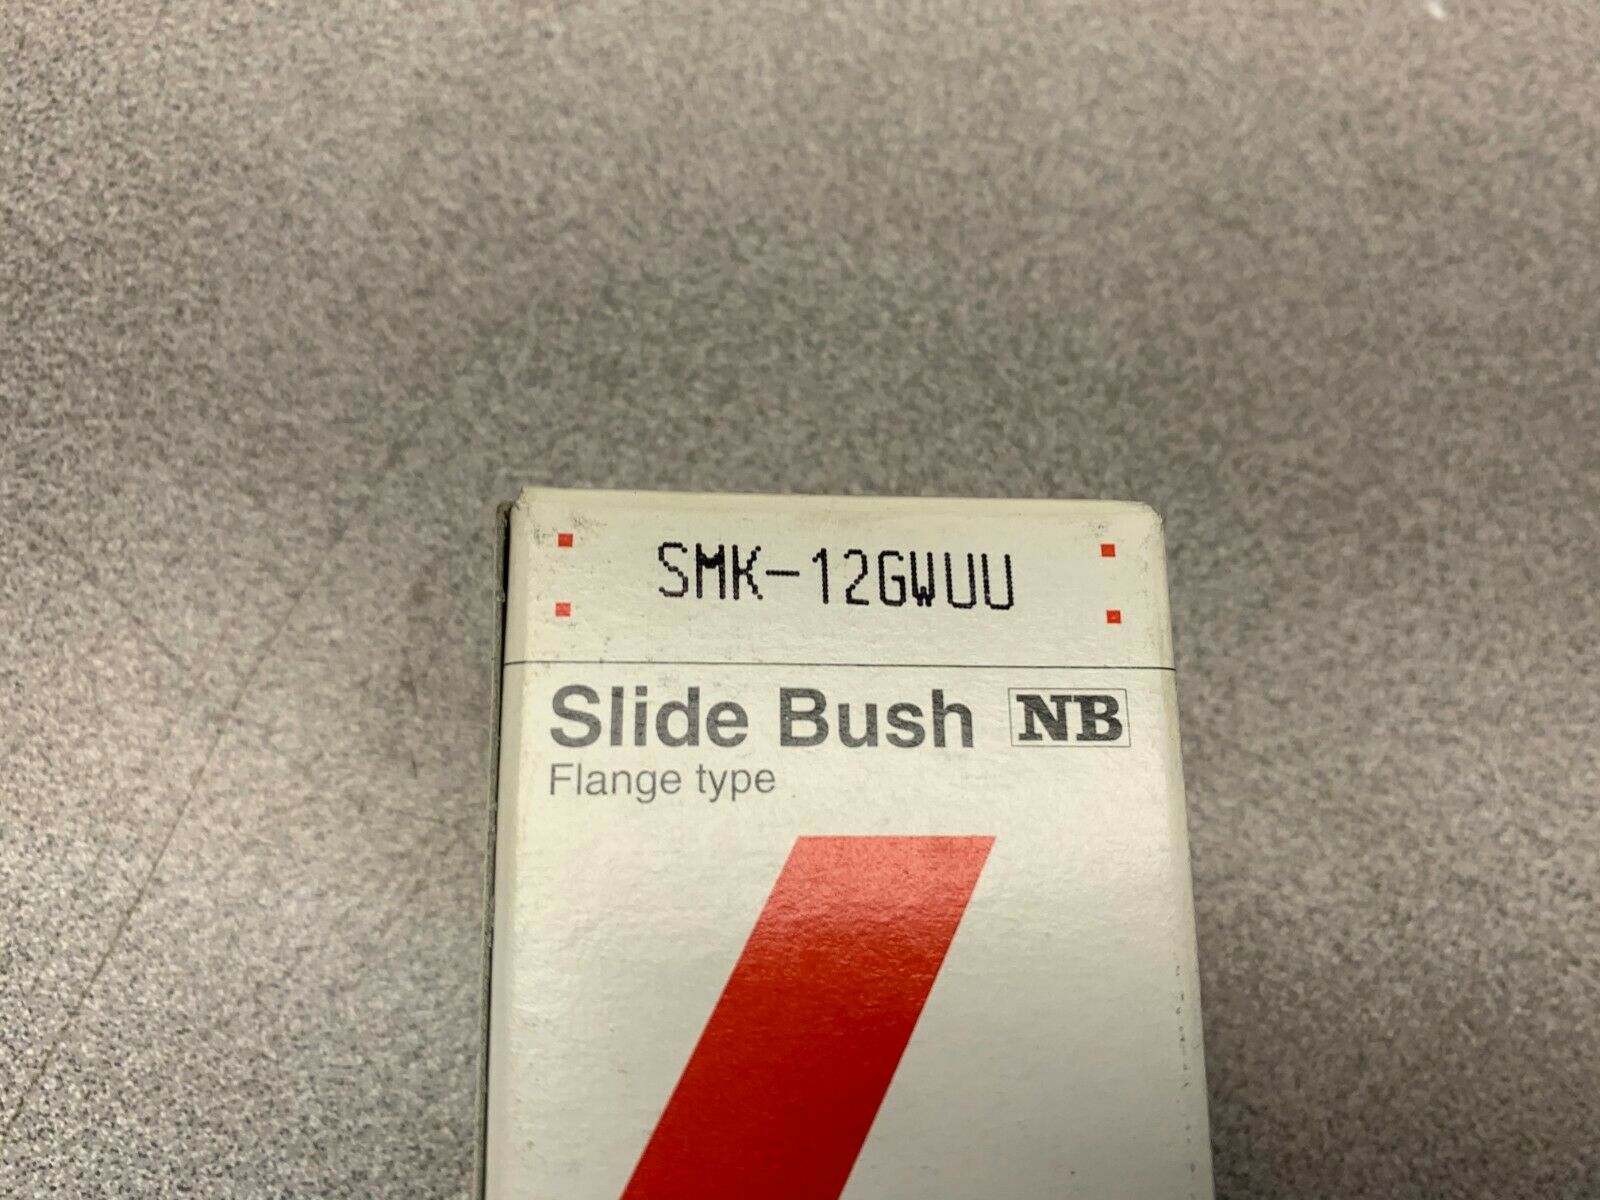 SMK-12GWUU
Slide Bush NB
Flange type